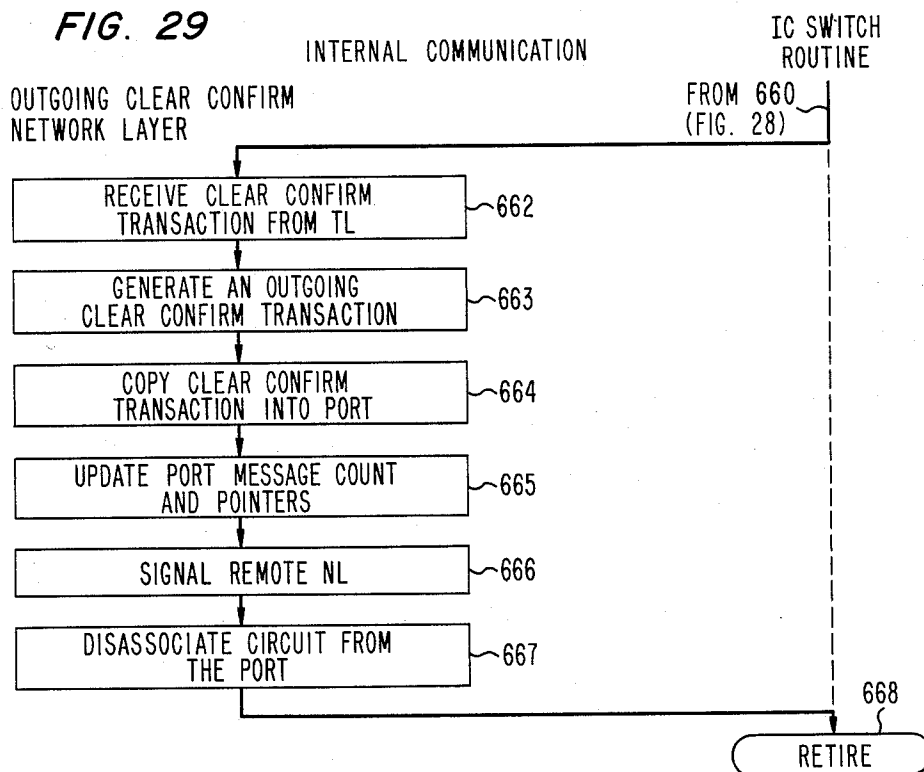 FIG. 29
INTERNAL COMMUNICATION
IC SWITCH
ROUTINE
OUTGOING CLEAR CONFIRM
NETWORK LAYER
FROM 660
(FIG. 28)
RECEIVE CLEAR CONFIRM
TRANSACTION FROM TL
662
GENERATE AN OUTGOING
CLEAR CONFIRM TRANSACTION
663
COPY CLEAR CONFIRM
TRANSACTION INTO PORT
664
UPDATE PORT MESSAGE COUNT
AND POINTERS
665
SIGNAL REMOTE NL
666
DISASSOCIATE CIRCUIT FROM
THE PORT
667
668
RETIRE